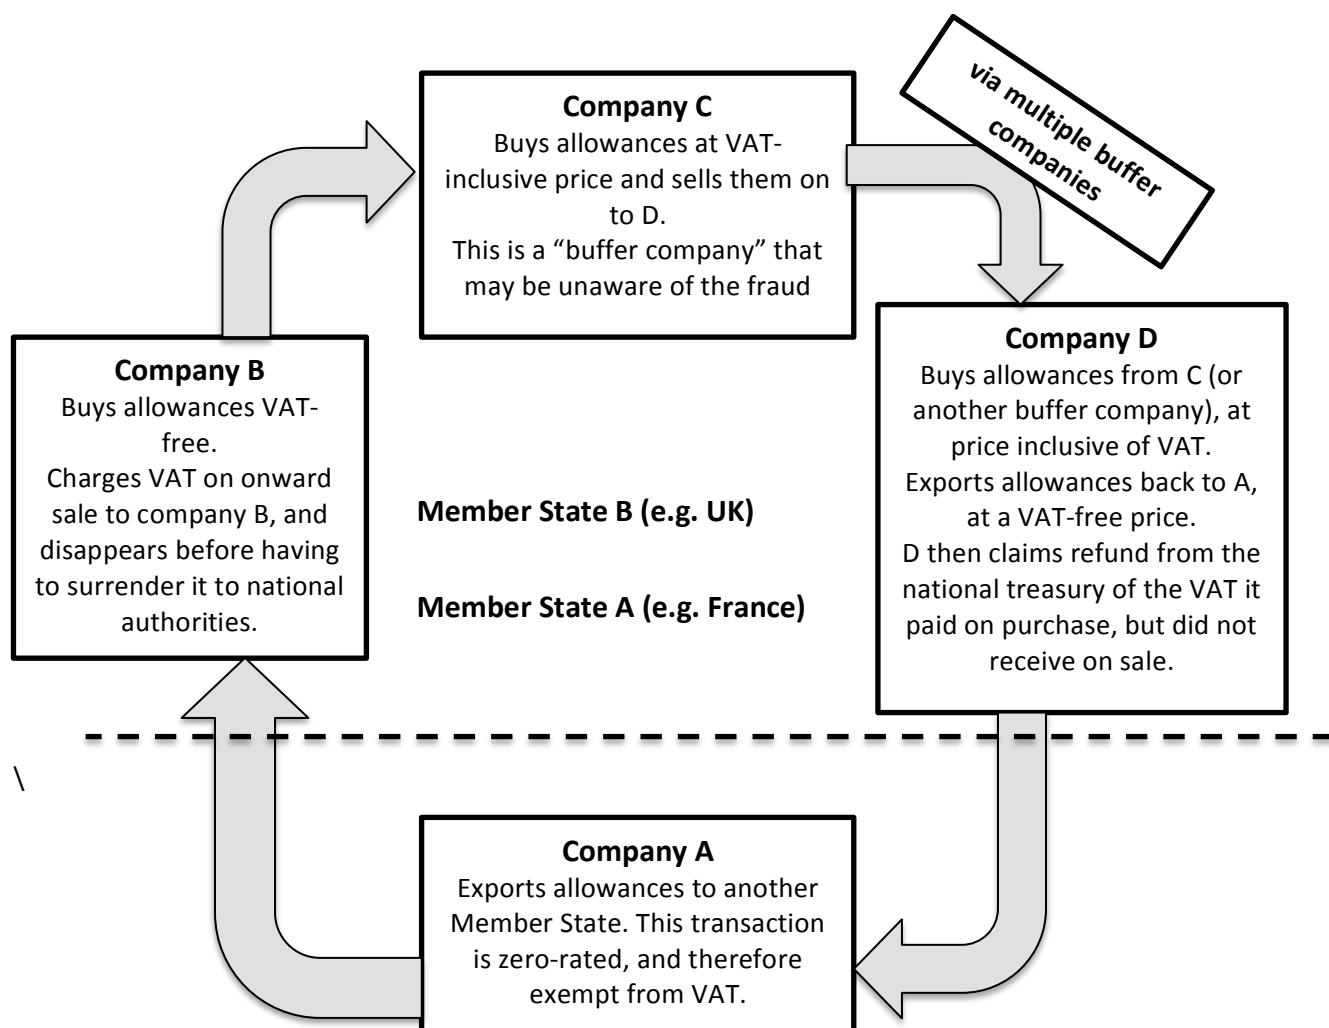 Company C
Buys allowances at VAT-
inclusive price and sells them on
to D.
This is a “buffer company” that
may be unaware of the fraud
via multiple buffer
companies
Company B
Buys allowances VAT-
free.
Charges VAT on onward
sale to company B, and
disappears before having
to surrender it to national
authorities.
Company D
Buys allowances from C (or
another buffer company), at
price inclusive of VAT.
Exports allowances back to A,
at a VAT-free price.
D then claims refund from the
national treasury of the VAT it
paid on purchase, but did not
receive on sale.
Member State B (e.g. UK)
Member State A (e.g. France)
\
Company A
Exports allowances to another
Member State. This transaction
is zero-rated, and therefore
exempt from VAT.